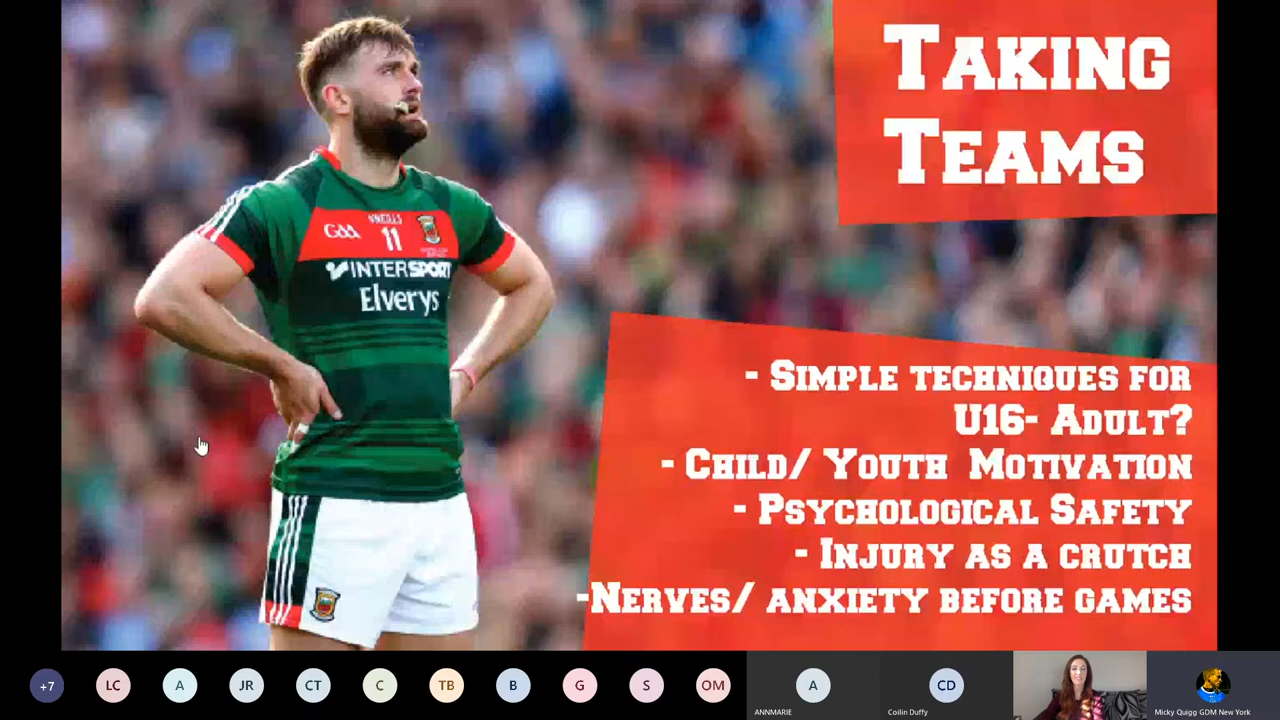 TAKING
TEAMS
O'NEILLS
GAA 11
INTERSPORT
Elverys
- SIMPLE TECHNIQUES FOR
U16- ADULT?
- CHILD/ YOUTH MOTIVATION
- PSYCHOLOGICAL SAFETY
- INJURY AS A CRUTCH
-NERVES/ ANXIETY BEFORE GAMES
+7 LC A JR CT C TB B G S OM A CD
ANNMARIE Coilin Duffy Micky Quigg GDM New York